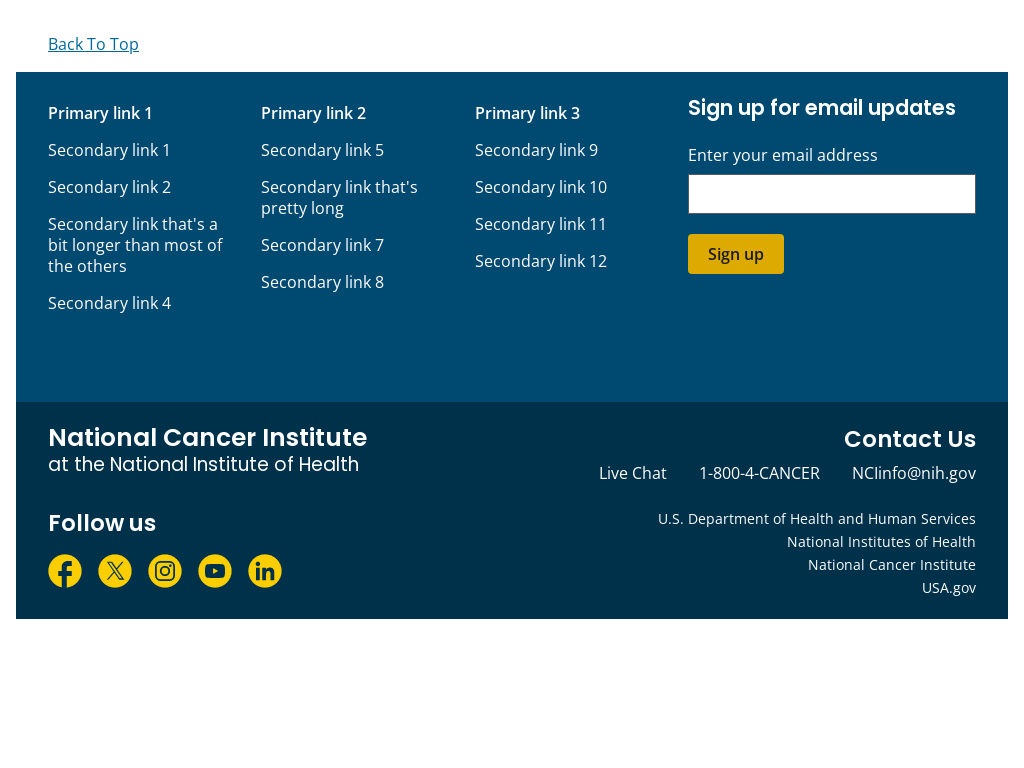 Back To Top
Primary link 1
Secondary link 1
Secondary link 2
Secondary link that's a
bit longer than most of
the others
Secondary link 4
Primary link 2
Secondary link 5
Secondary link that's
pretty long
Secondary link 7
Secondary link 8
Primary link 3
Secondary link 9
Secondary link 10
Secondary link 11
Secondary link 12
Sign up for email updates
Enter your email address
Sign up
National Cancer Institute
at the National Institute of Health
Follow us
Contact Us
Live Chat 1-800-4-CANCER NCIinfo@nih.gov
U.S. Department of Health and Human Services
National Institutes of Health
National Cancer Institute
USA.gov